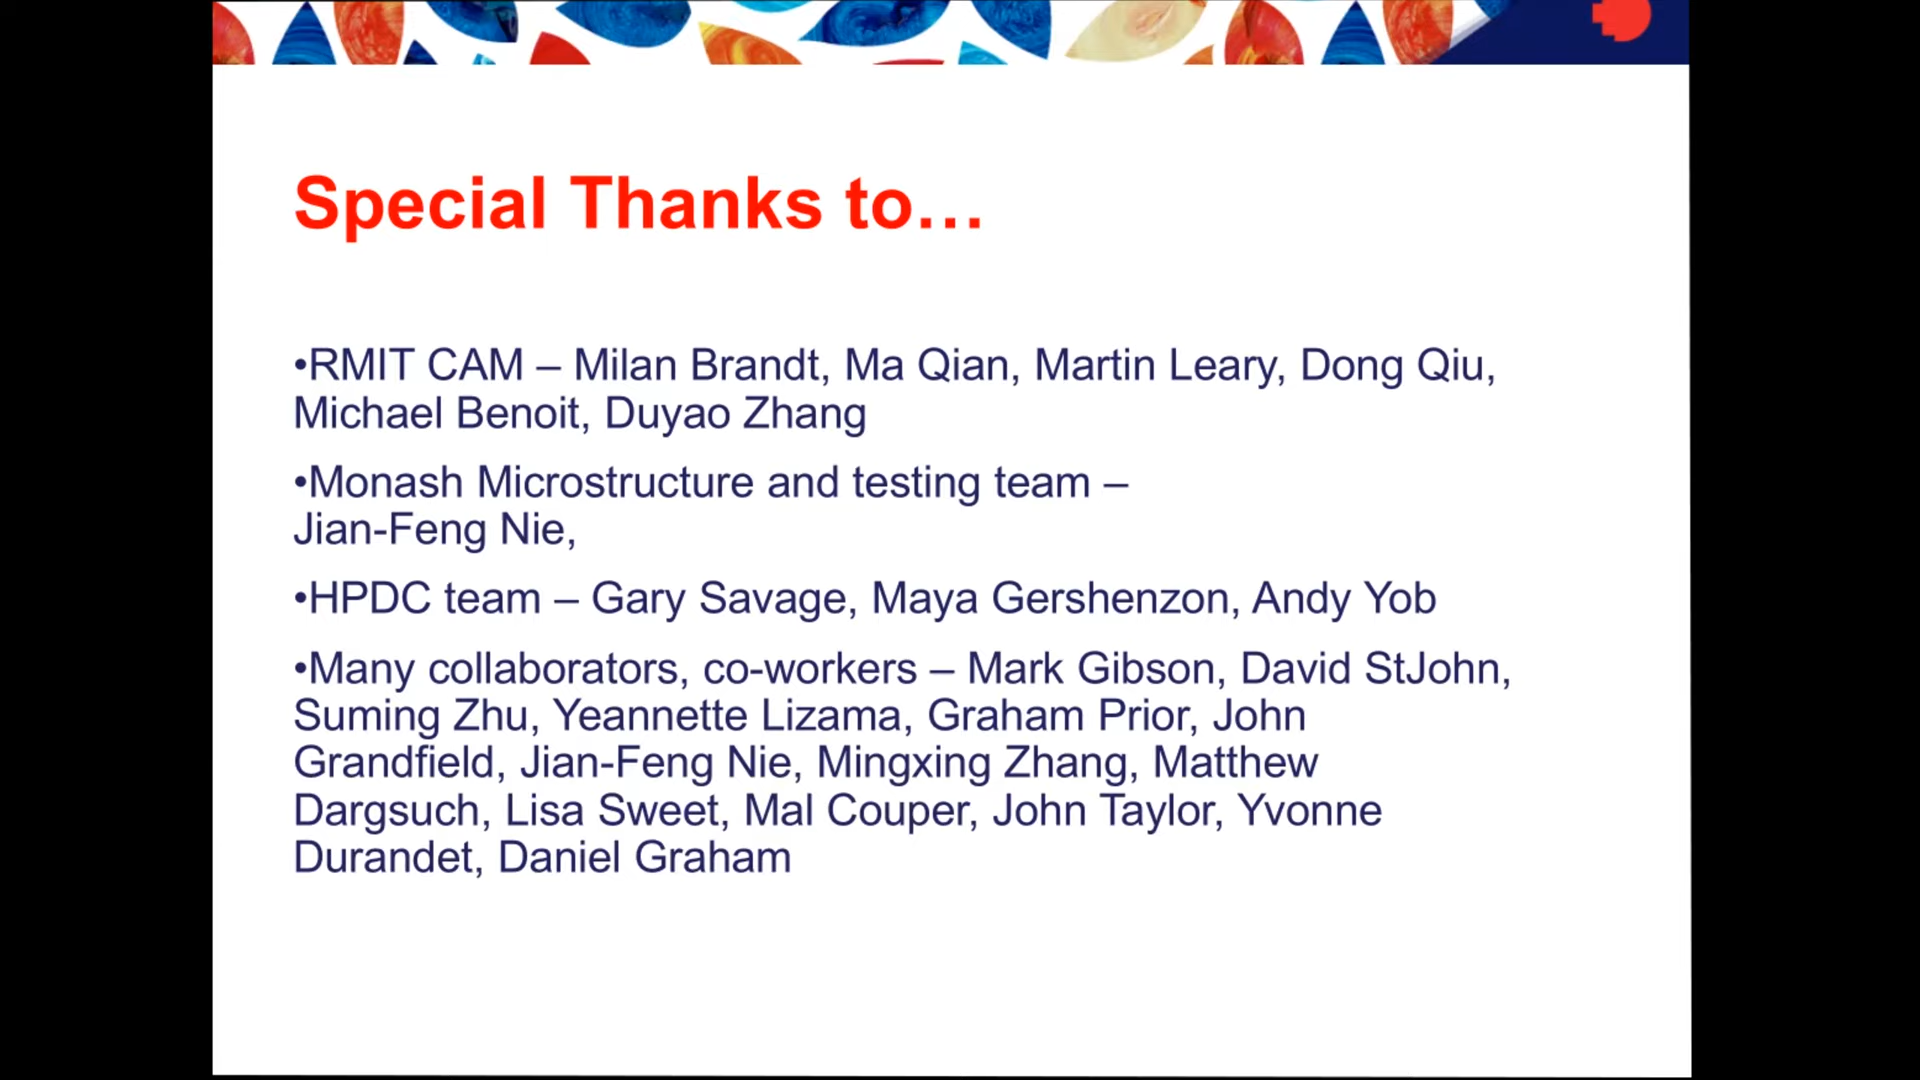 Special Thanks to…
•RMIT CAM – Milan Brandt, Ma Qian, Martin Leary, Dong Qiu,
Michael Benoit, Duyao Zhang
•Monash Microstructure and testing team –
Jian-Feng Nie,
•HPDC team – Gary Savage, Maya Gershenzon, Andy Yob
•Many collaborators, co-workers – Mark Gibson, David StJohn,
Suming Zhu, Yeannette Lizama, Graham Prior, John
Grandfield, Jian-Feng Nie, Mingxing Zhang, Matthew
Dargsuch, Lisa Sweet, Mal Couper, John Taylor, Yvonne
Durandet, Daniel Graham